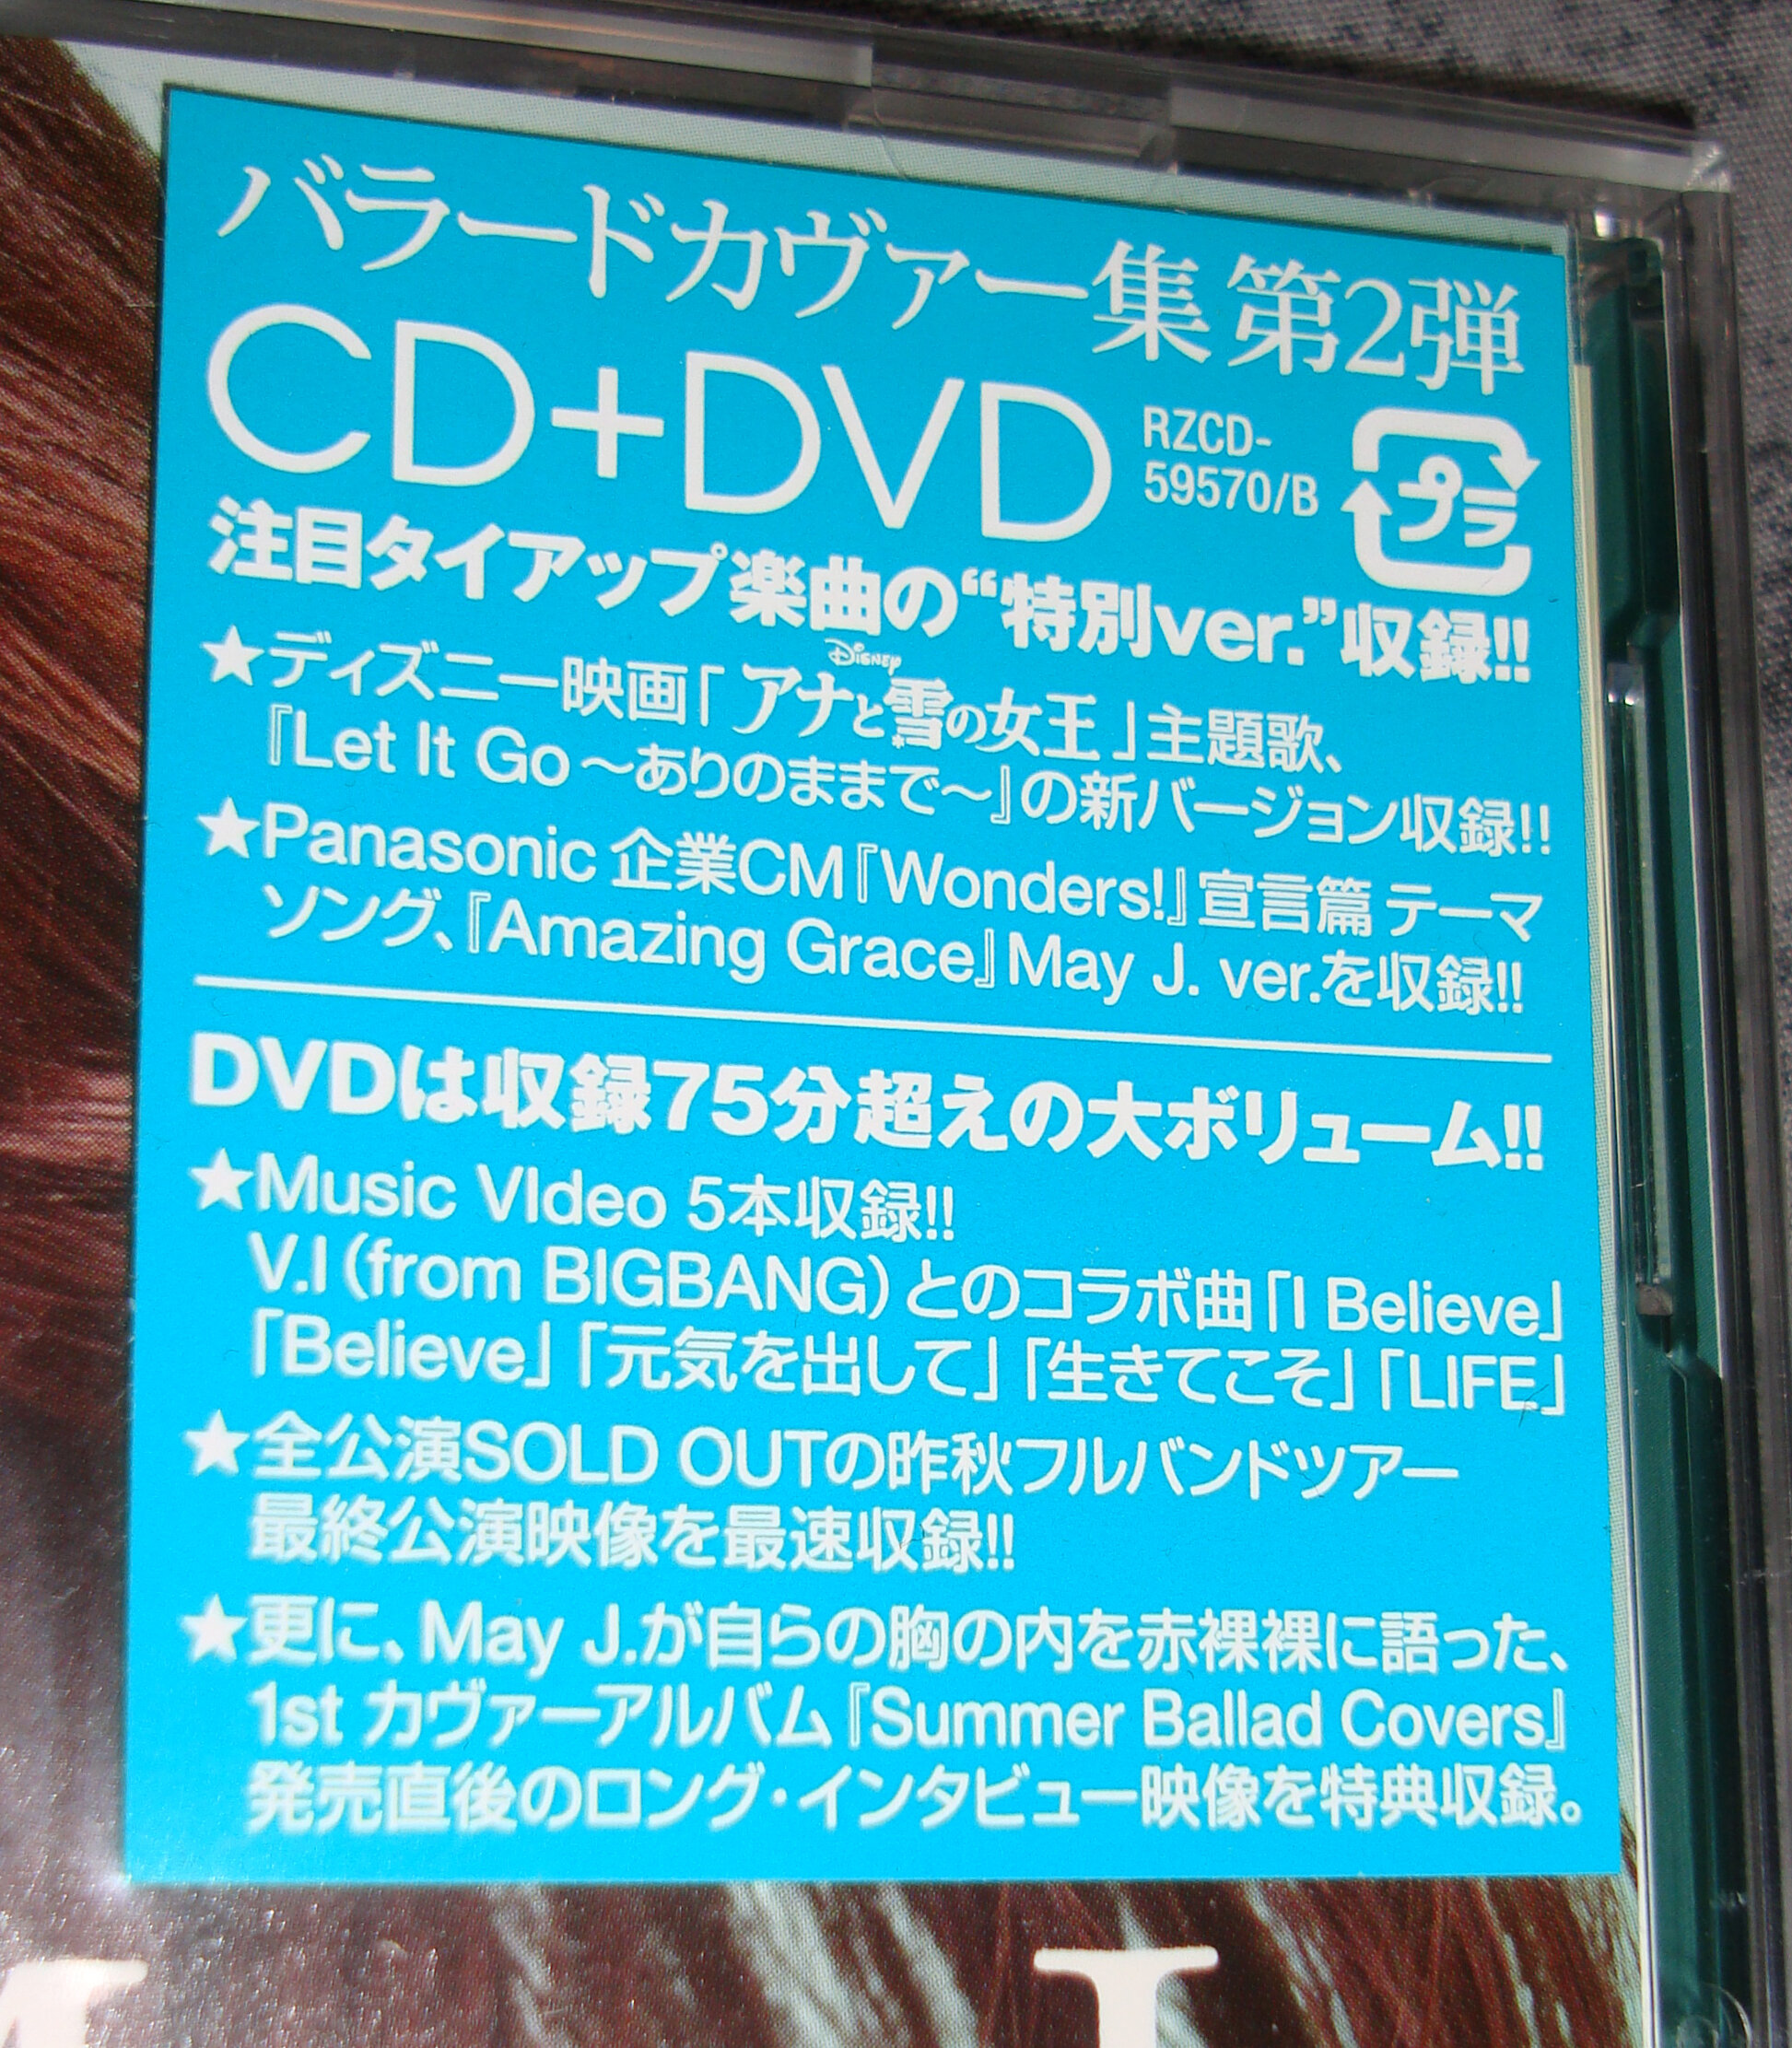 バラードカヴァー集 第2弾
CD+DVD
RZCD-
59570/B
プラ
注目タイアップ楽曲の“特別ver.”収録!!
Disney
★ディズニー映画「アナと雪の女王」主題歌、
『Let It Go～ありのままで～』の新バージョン収録!!
★Panasonic 企業CM『Wonders!』宣言篇 テーマ
ソング、『Amazing Grace』May J. ver.を収録!!
DVDは収録75分超えの大ボリューム!!
★Music VIdeo 5本収録!!
V.I（from BIGBANG）とのコラボ曲「I Believe」
「Believe」「元気を出して」「生きてこそ」「LIFE」
★全公演SOLD OUTの昨秋フルバンドツアー
最終公演映像を最速収録!!
★更に、May J.が自らの胸の内を赤裸裸に語った、
1st カヴァーアルバム『Summer Ballad Covers』
発売直後のロング・インタビュー映像を特典収録。